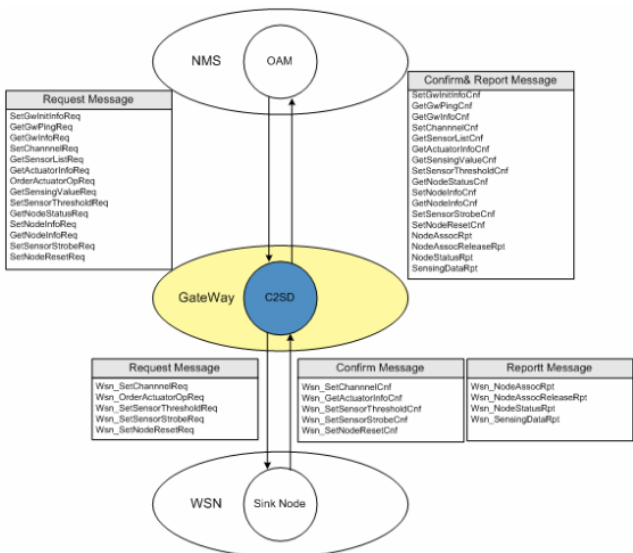 NMS
OAM
Request Message
SetGwInitInfoReq
GetGwPingReq
GetGwInfoReq
SetChannnelReq
GetSensorListReq
GetActuatorInfoReq
OrderActuatorOpReq
GetSensingValueReq
SetSensorThresholdReq
GetNodeStatusReq
SetNodeInfoReq
GetNodeInfoReq
SetSensorStrobeReq
SetNodeResetReq
Confirm& Report Message
SetGwInitInfoCnf
GetGwPingCnf
GetGwInfoCnf
SetChannnelCnf
GetSensorListCnf
GetActuatorInfoCnf
GetSensingValueCnf
SetSensorThresholdCnf
GetNodeStatusCnf
SetNodeInfoCnf
GetNodeInfoCnf
SetSensorStrobeCnf
SetNodeResetCnf
NodeAssocRpt
NodeAssocReleaseRpt
NodeStatusRpt
SensingDataRpt
GateWay
C2SD
Request Message
Wsn_SetChannnelReq
Wsn_OrderActuatorOpReq
Wsn_SetSensorThresholdReq
Wsn_SetSensorStrobeReq
Wsn_SetNodeResetReq
Confirm Message
Wsn_SetChannnelCnf
Wsn_GetActuatorInfoCnf
Wsn_SetSensorThresholdCnf
Wsn_SetSensorStrobeCnf
Wsn_SetNodeResetCnf
Reportt Message
Wsn_NodeAssocRpt
Wsn_NodeAssocReleaseRpt
Wsn_NodeStatusRpt
Wsn_SensingDataRpt
WSN
Sink Node